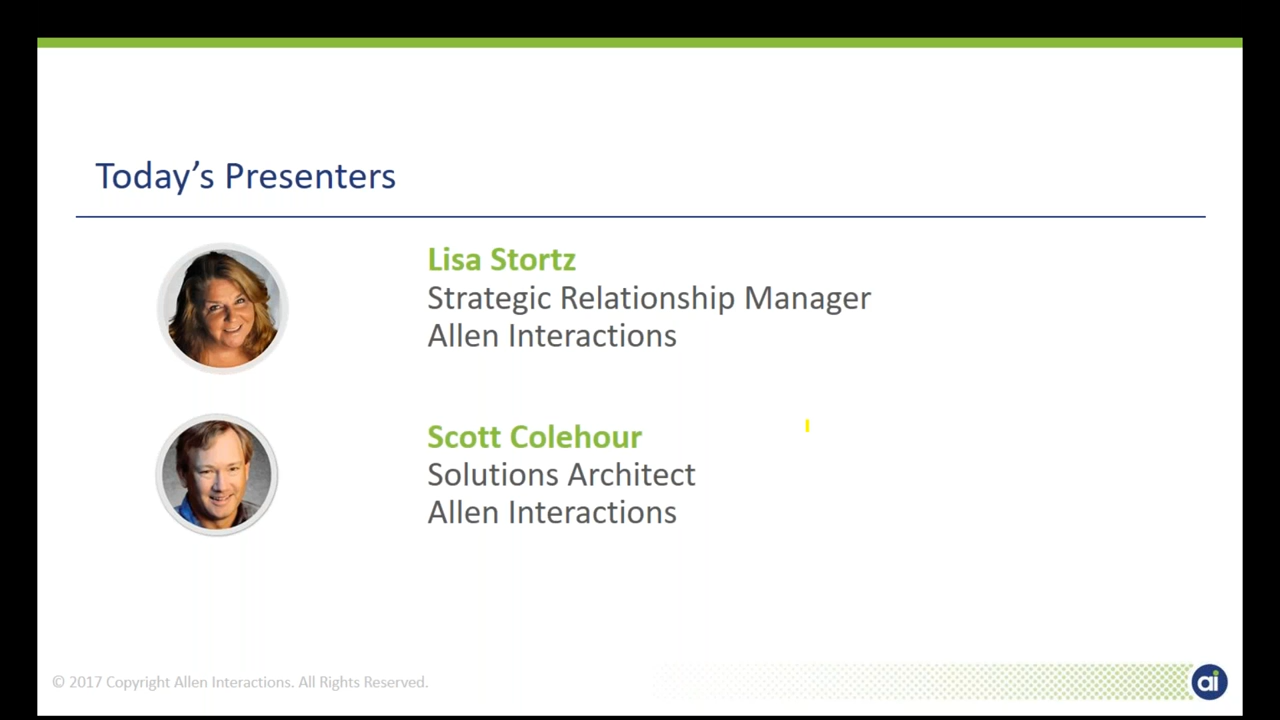 Today’s Presenters
Lisa Stortz
Strategic Relationship Manager
Allen Interactions
Scott Colehour
Solutions Architect
Allen Interactions
© 2017 Copyright Allen Interactions. All Rights Reserved.
ai